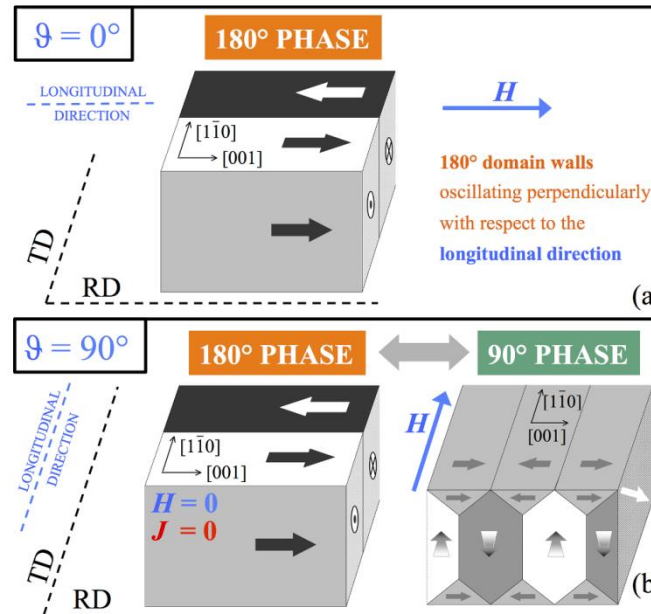 ϑ = 0°
180° PHASE
LONGITUDINAL
DIRECTION
[11̄0]
[001]
H
180° domain walls
oscillating perpendicularly
with respect to the
longitudinal direction
TD
RD
(a
ϑ = 90°
180° PHASE
90° PHASE
LONGITUDINAL
DIRECTION
[11̄0]
[001]
H = 0
J = 0
H
[11̄0]
[001]
TD
RD
(b